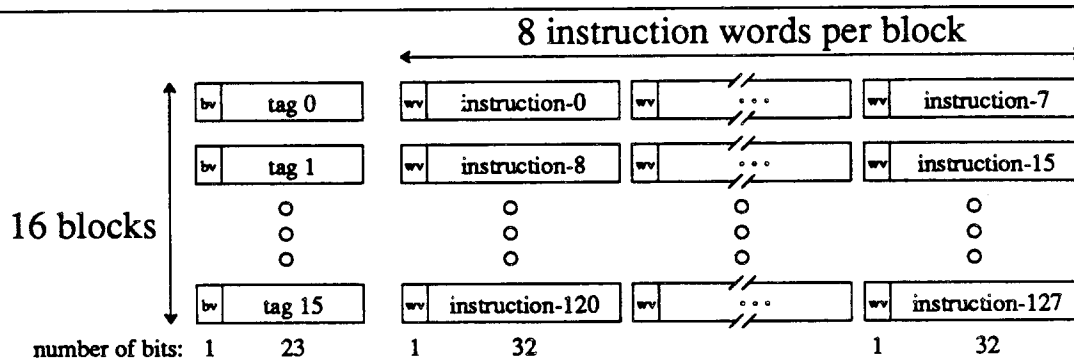 8 instruction words per block
bv tag 0 wv instruction-0 wv ... wv instruction-7
bv tag 1 wv instruction-8 wv ... wv instruction-15
16 blocks
bv tag 15 wv instruction-120 wv ... wv instruction-127
number of bits: 1 23 1 32 1 32